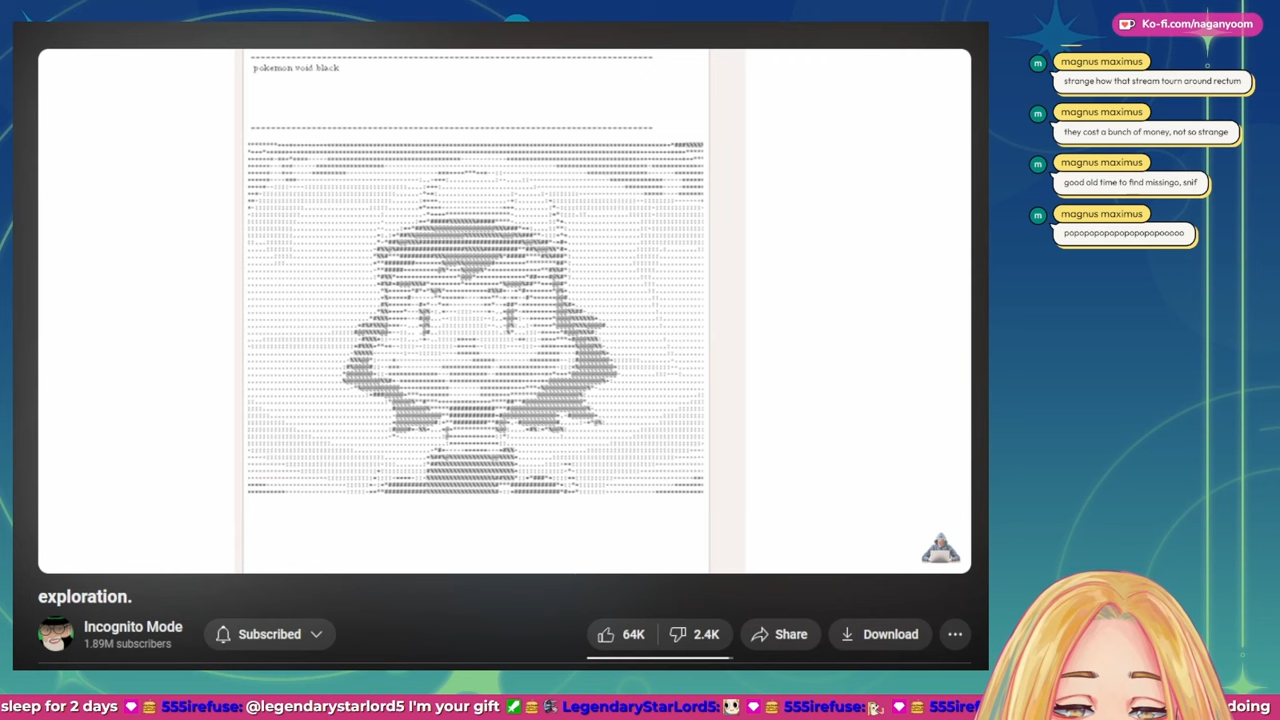 pokemon void black
exploration.
Incognito Mode
1.89M subscribers
Subscribed
64K
2.4K
Share
Download
Ko-fi.com/naganyoom
m
magnus maximus
strange how that stream tourn around rectum
m
magnus maximus
they cost a bunch of money, not so strange
m
magnus maximus
good old time to find missingo, snif
m
magnus maximus
popopopopopopopopopooooo
sleep for 2 days 555irefuse: @legendarystarlord5 I'm your gift LegendaryStarLord5: 555irefuse: 555iref doing